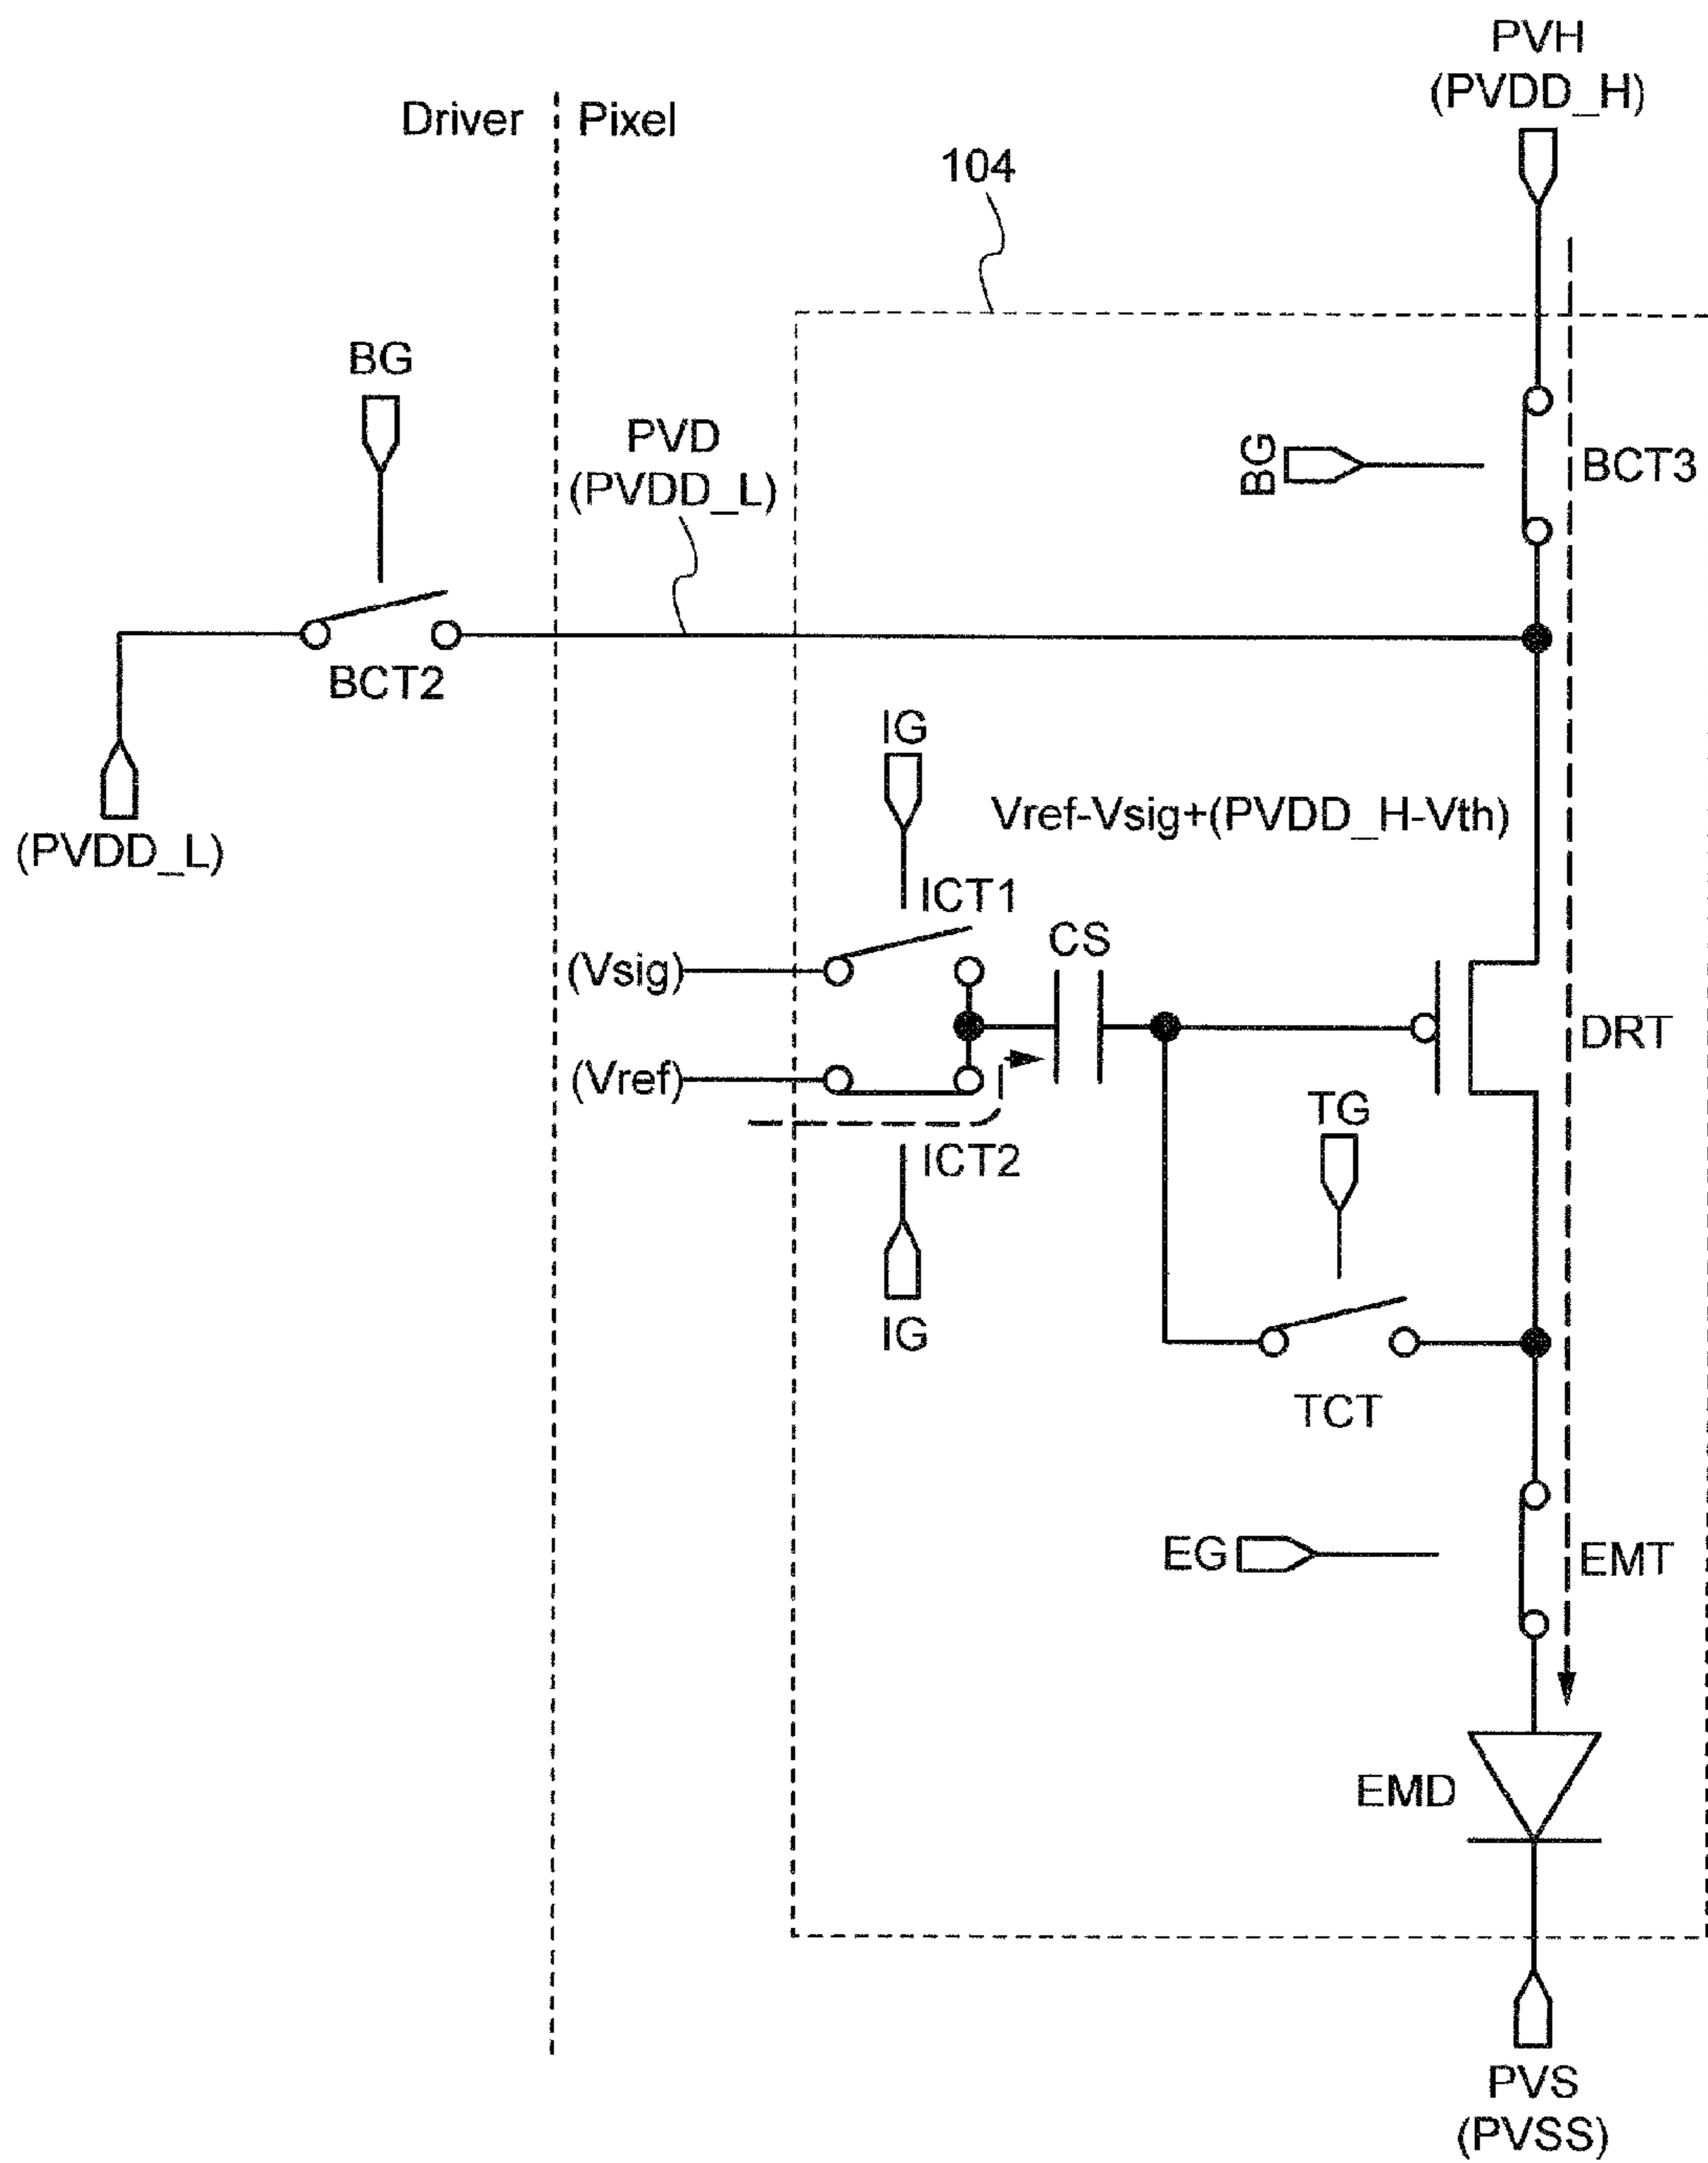 PVH
(PVDD_H)
Driver
Pixel
104
BG
PVD
(PVDD_L)
BG
BCT3
BCT2
(PVDD_L)
IG
Vref-Vsig+(PVDD_H-Vth)
ICT1
CS
(Vsig)
DRT
(Vref)
TG
ICT2
IG
TCT
EG
EMT
EMD
PVS
(PVSS)